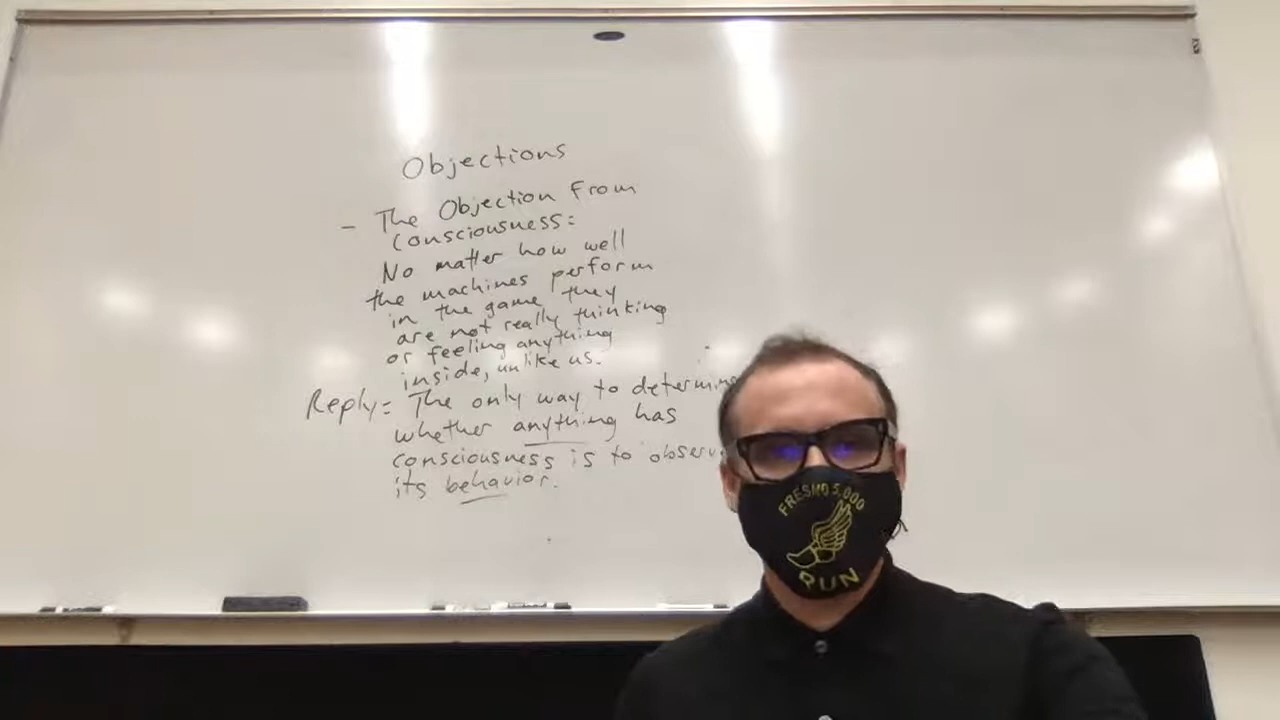 Objections
- The Objection From
Consciousness:
No matter how well
the machines perform
in the game they
are not really thinking
or feeling anything
inside, unlike us.
Reply: The only way to determin
whether anything has
consciousness is to observ
its behavior.
FRESNO 5,000
RUN